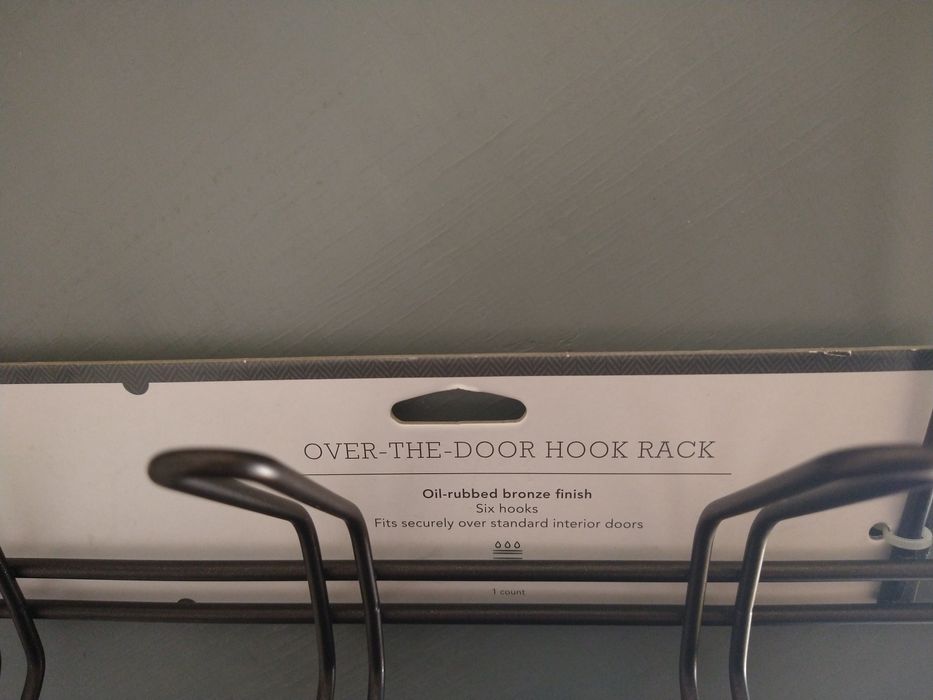 OVER-THE-DOOR HOOK RACK
Oil-rubbed bronze finish
Six hooks
Fits securely over standard interior doors
1 count